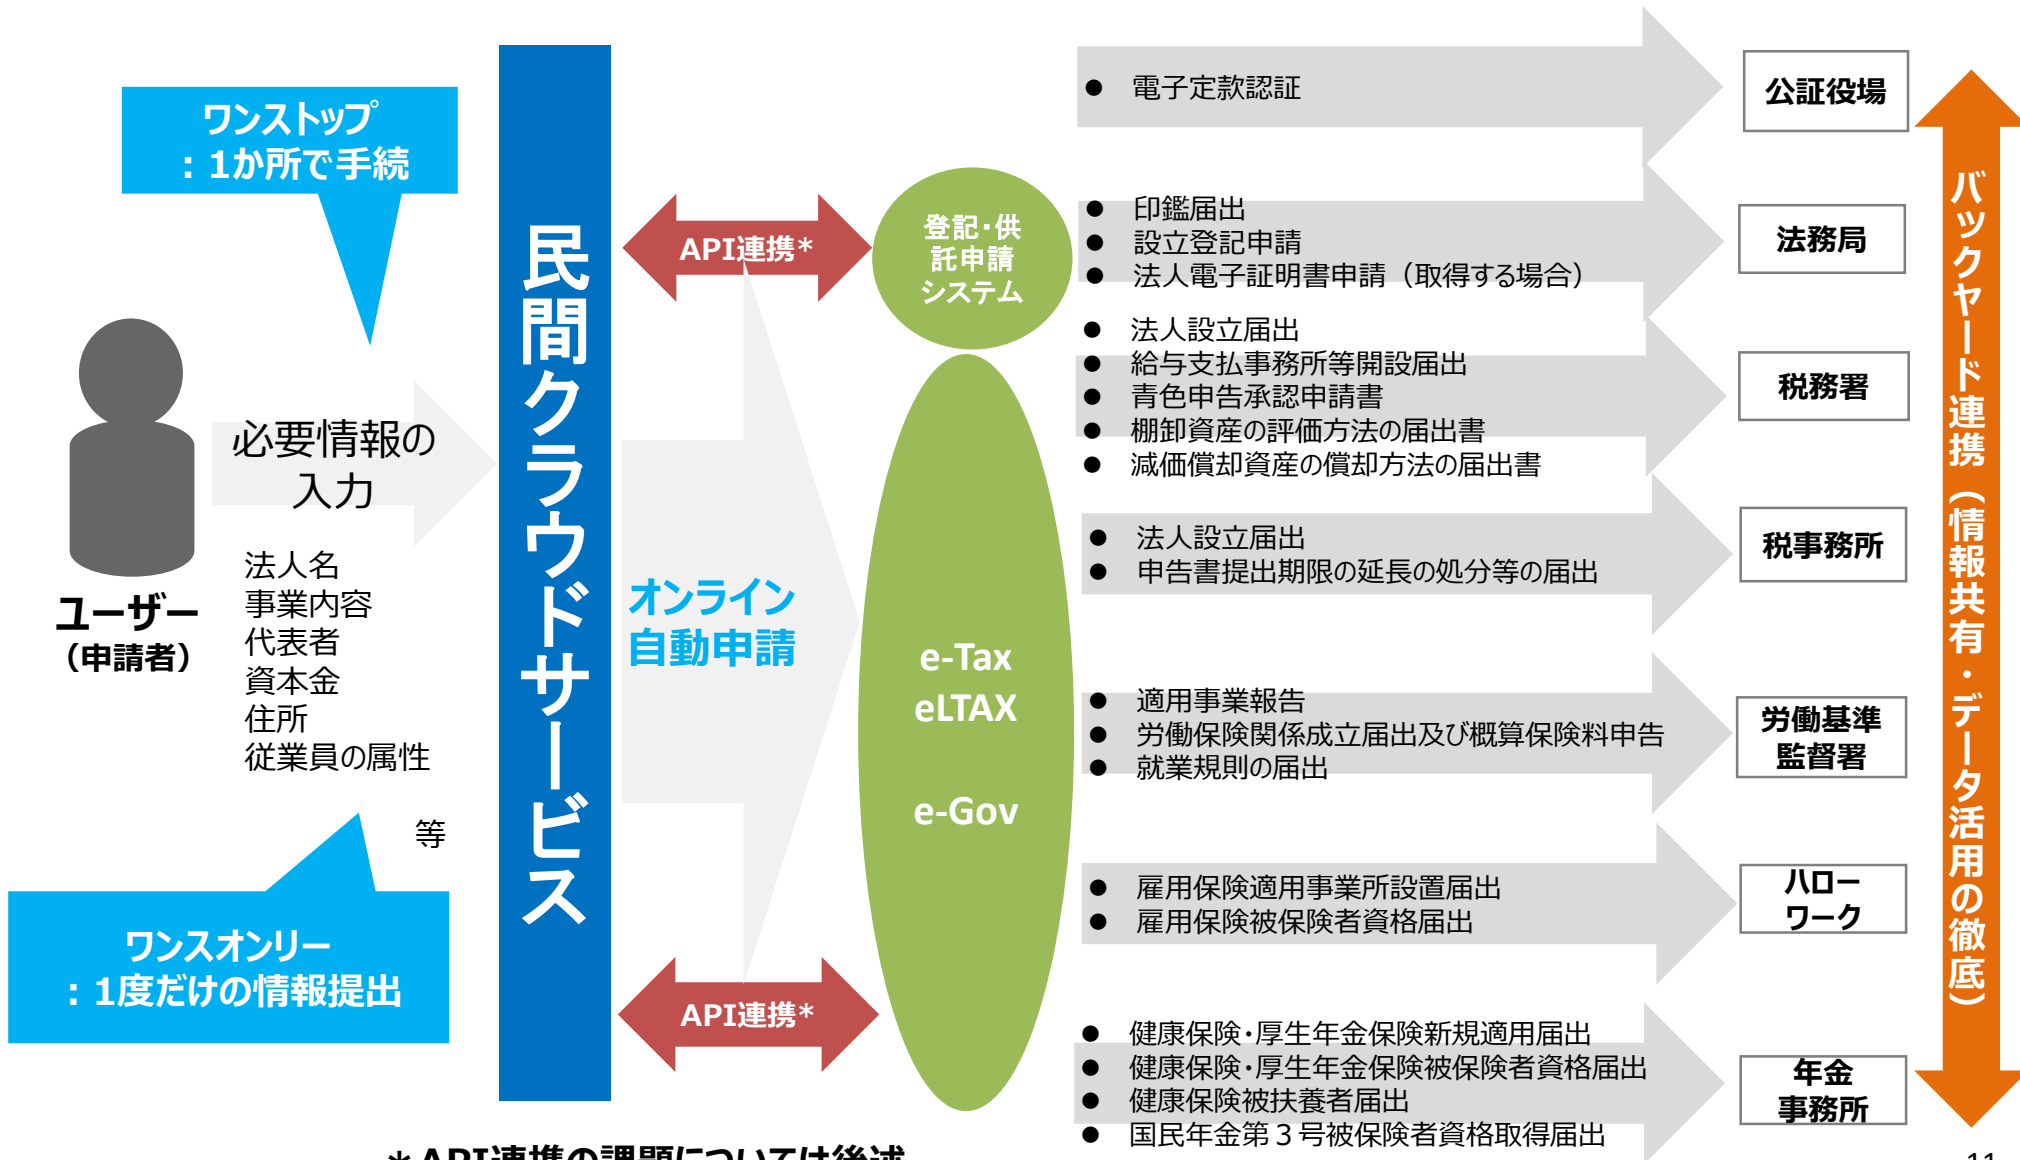 ワンストップ
：1か所で手続
ユーザー
（申請者）
必要情報の
入力
法人名
事業内容
代表者
資本金
住所
従業員の属性
等
ワンスオンリー
：1度だけの情報提出
民間クラウドサービス
API連携*
オンライン
自動申請
API連携*
登記・供
託申請
システム
e-Tax
eLTAX
e-Gov
● 電子定款認証
公証役場
● 印鑑届出
● 設立登記申請
● 法人電子証明書申請（取得する場合）
法務局
● 法人設立届出
● 給与支払事務所等開設届出
● 青色申告承認申請書
● 棚卸資産の評価方法の届出書
● 減価償却資産の償却方法の届出書
税務署
● 法人設立届出
● 申告書提出期限の延長の処分等の届出
税事務所
● 適用事業報告
● 労働保険関係成立届出及び概算保険料申告
● 就業規則の届出
労働基準
監督署
● 雇用保険適用事業所設置届出
● 雇用保険被保険者資格届出
ハロー
ワーク
● 健康保険・厚生年金保険新規適用届出
● 健康保険・厚生年金保険被保険者資格届出
● 健康保険被扶養者届出
● 国民年金第３号被保険者資格取得届出
年金
事務所
バックヤード連携（情報共有・データ活用の徹底）
＊API連携の課題については後述
11